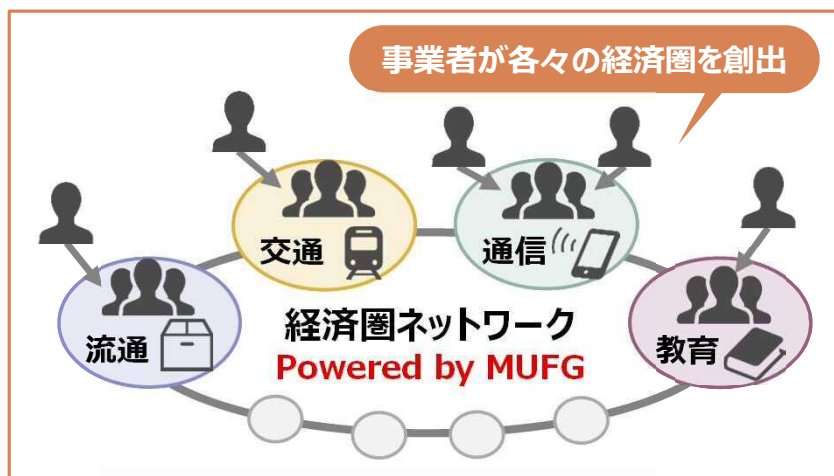 事業者が各々の経済圏を創出
交通
通信
流通
教育
経済圏ネットワーク
Powered by MUFG